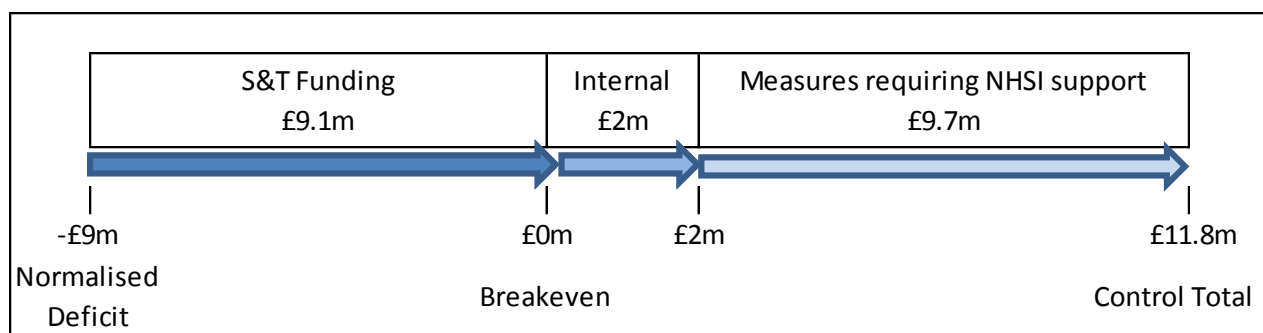 S&T Funding
£9.1m
Internal
£2m
Measures requiring NHSI support
£9.7m
-£9m
£0m
£2m
£11.8m
Normalised
Deficit
Breakeven
Control Total